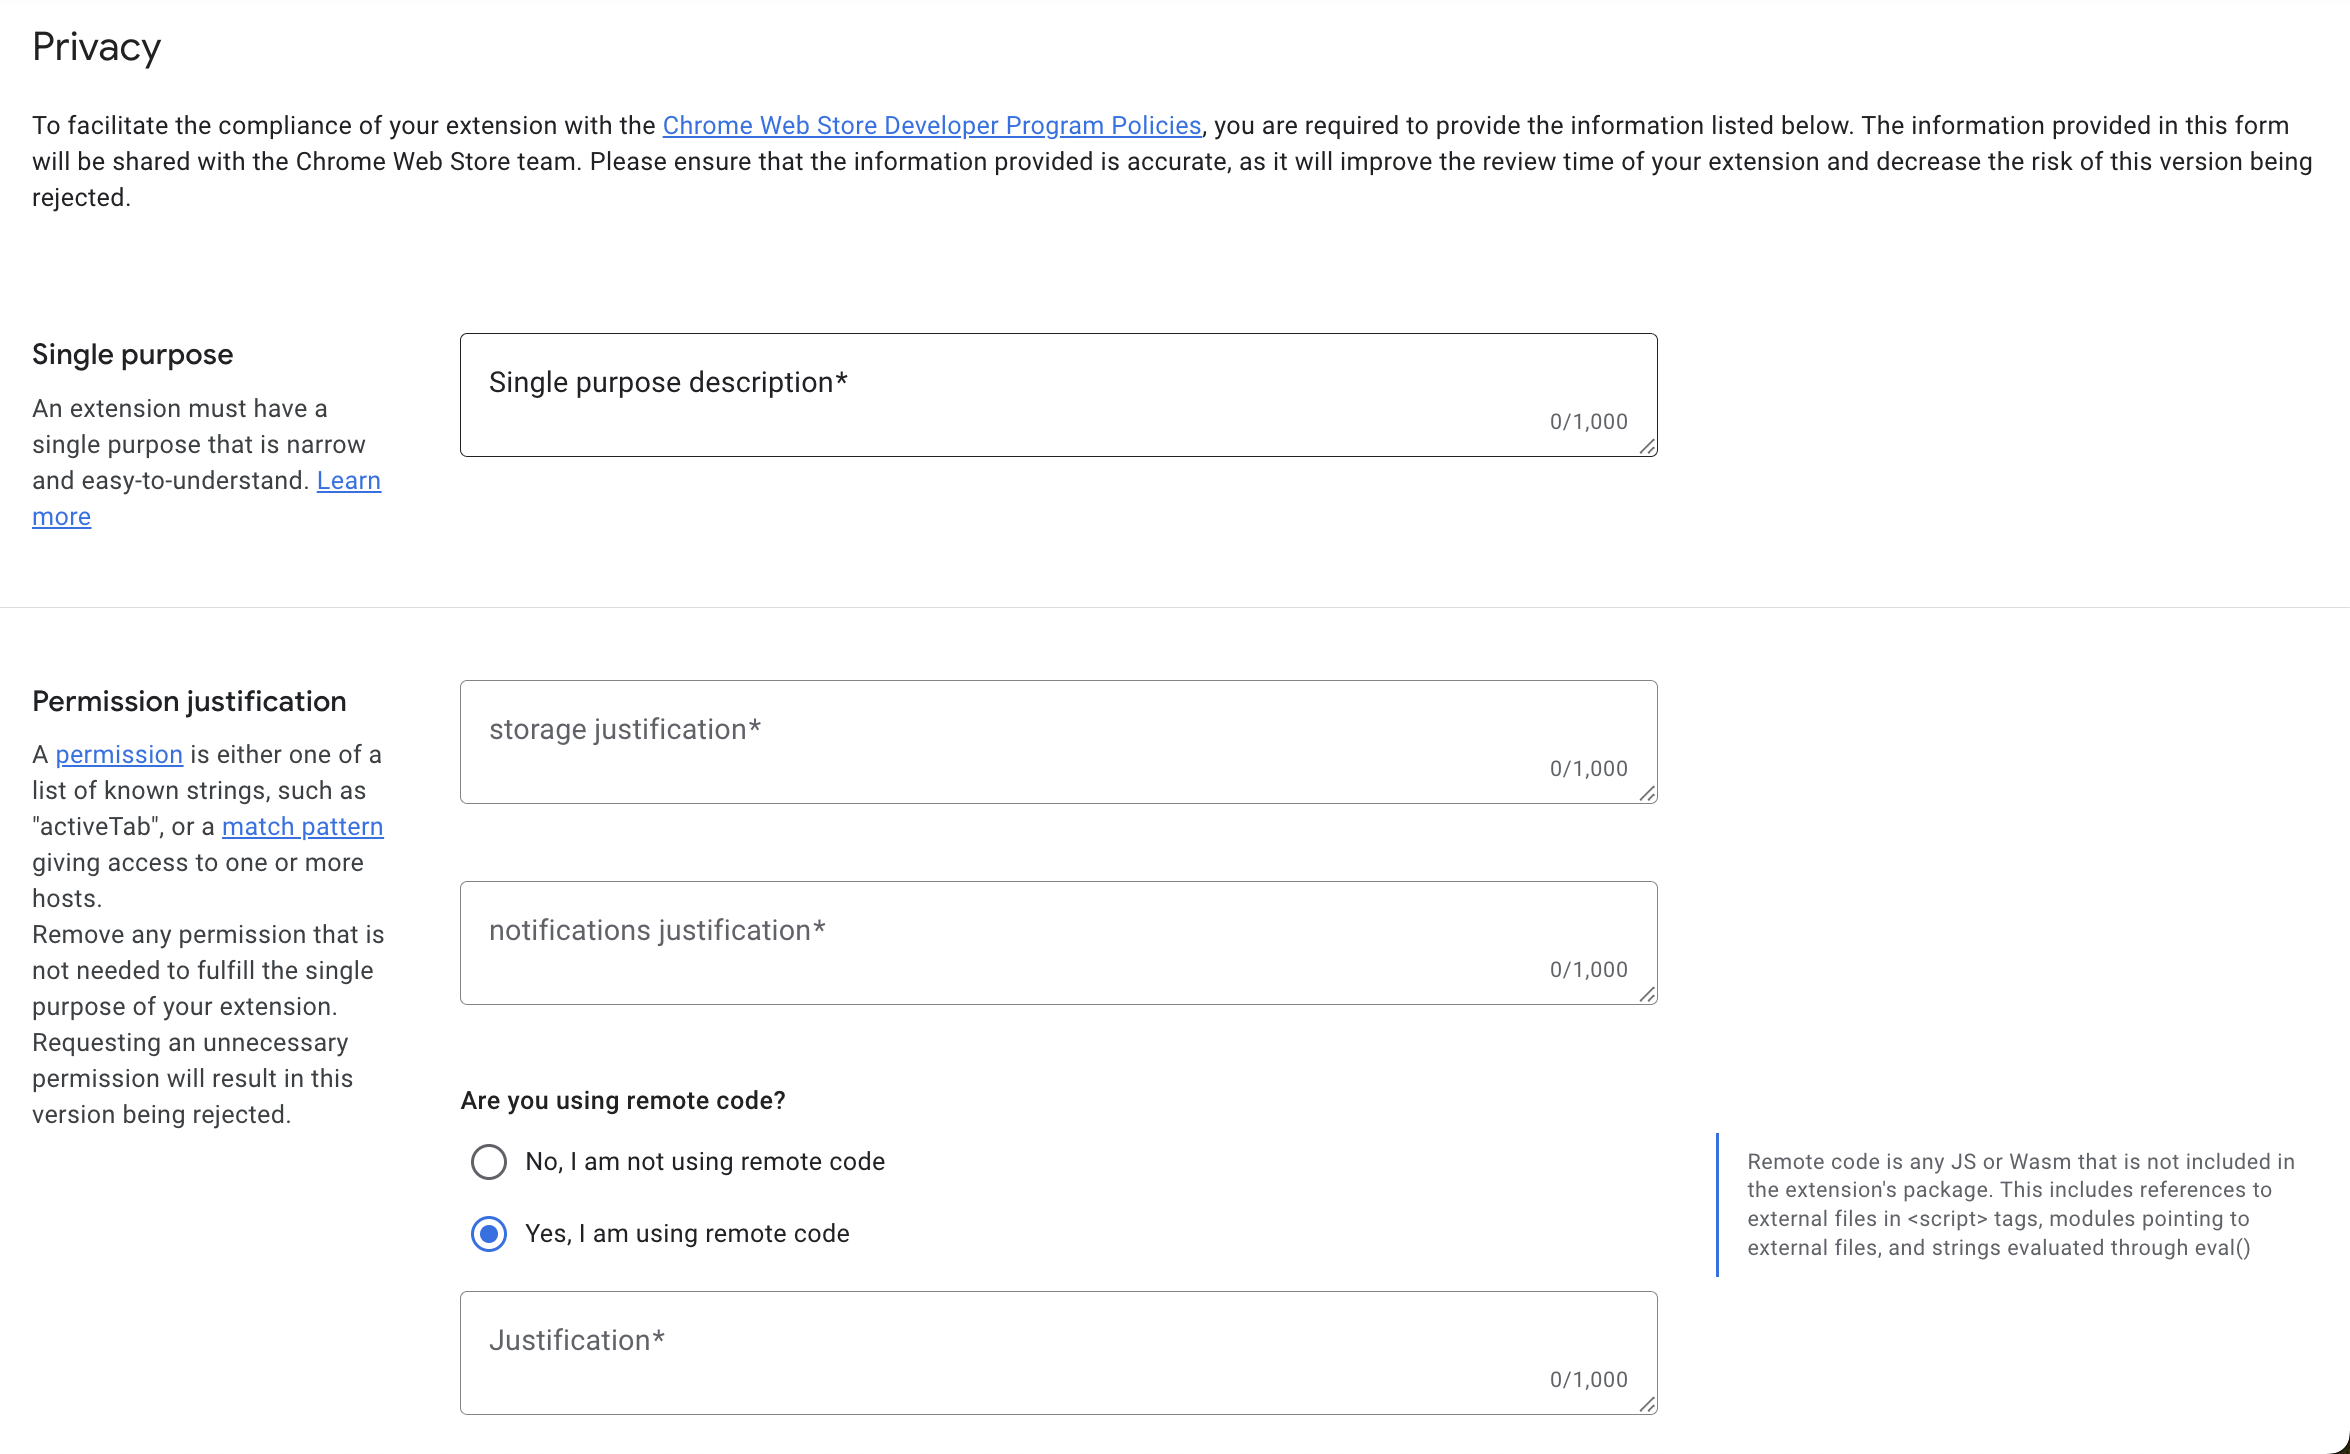 Privacy
To facilitate the compliance of your extension with the Chrome Web Store Developer Program Policies, you are required to provide the information listed below. The information provided in this form
will be shared with the Chrome Web Store team. Please ensure that the information provided is accurate, as it will improve the review time of your extension and decrease the risk of this version being
rejected.
Single purpose
An extension must have a
single purpose that is narrow
and easy-to-understand. Learn
more
Single purpose description*
0/1,000
Permission justification
A permission is either one of a
list of known strings, such as
"activeTab", or a match pattern
giving access to one or more
hosts.
Remove any permission that is
not needed to fulfill the single
purpose of your extension.
Requesting an unnecessary
permission will result in this
version being rejected.
storage justification*
0/1,000
notifications justification*
0/1,000
Are you using remote code?
No, I am not using remote code
Yes, I am using remote code
Remote code is any JS or Wasm that is not included in
the extension's package. This includes references to
external files in <script> tags, modules pointing to
external files, and strings evaluated through eval()
Justification*
0/1,000